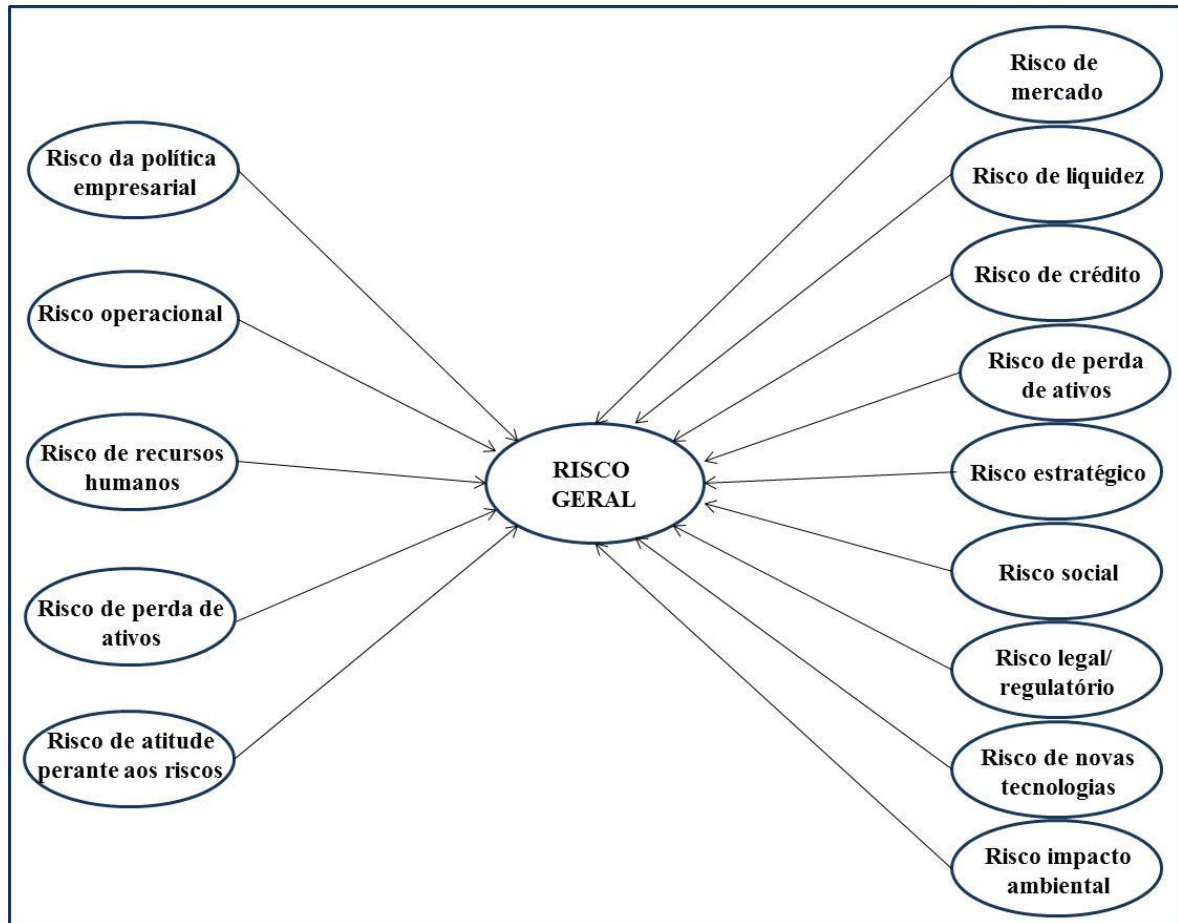 Risco da política
empresarial
Risco operacional
Risco de recursos
humanos
Risco de perda de
ativos
Risco de atitude
perante aos riscos
RISCO
GERAL
Risco de
mercado
Risco de liquidez
Risco de crédito
Risco de perda
de ativos
Risco estratégico
Risco social
Risco legal/
regulatório
Risco de novas
tecnologias
Risco impacto
ambiental